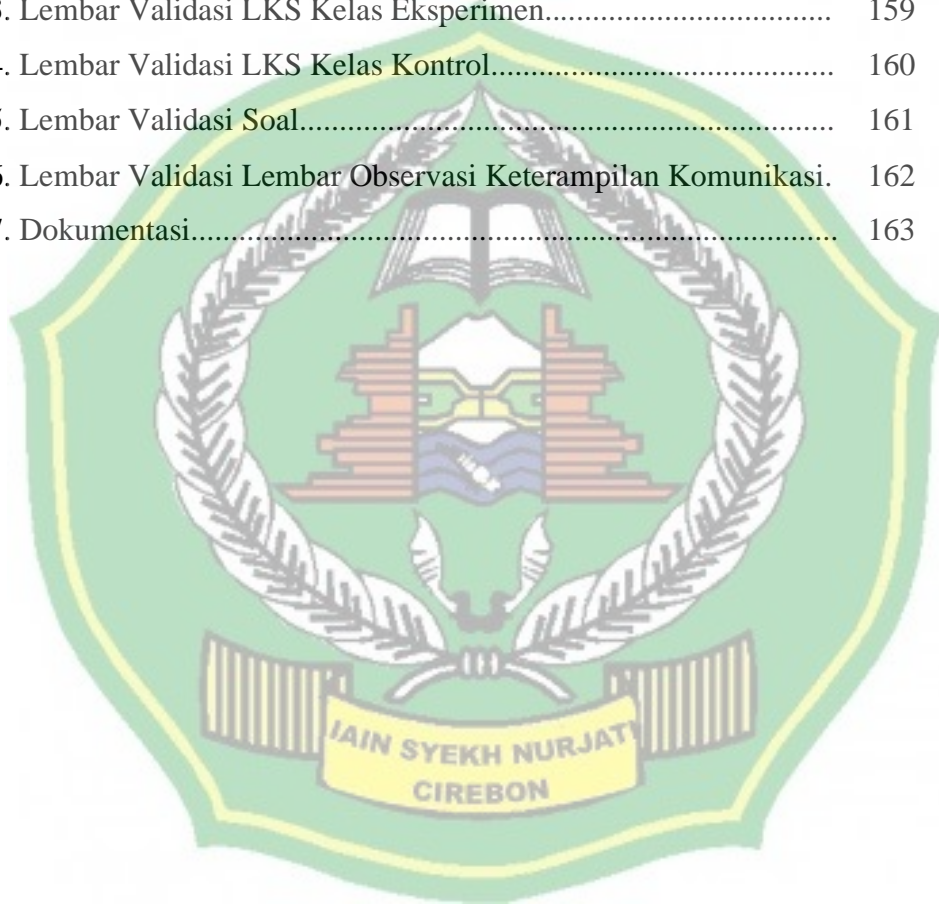 . Lembar Validasi LKS Kelas Eksperimen................................... 159
. Lembar Validasi LKS Kelas Kontrol.......................................... 160
. Lembar Validasi Soal.................................................................. 161
. Lembar Validasi Lembar Observasi Keterampilan Komunikasi. 162
. Dokumentasi................................................................................ 163
IAIN SYEKH NURJATI
CIREBON